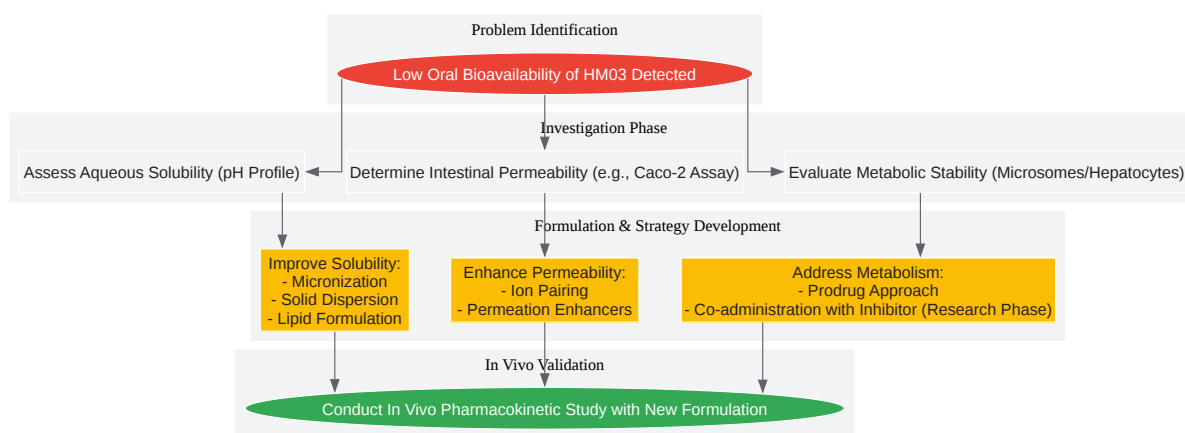 Problem Identification
Low Oral Bioavailability of HM03 Detected
Investigation Phase
Assess Aqueous Solubility (pH Profile)
Determine Intestinal Permeability (e.g., Caco-2 Assay)
Evaluate Metabolic Stability (Microsomes/Hepatocytes)
Formulation & Strategy Development
Improve Solubility:
- Micronization
- Solid Dispersion
- Lipid Formulation
Enhance Permeability:
- Ion Pairing
- Permeation Enhancers
Address Metabolism:
- Prodrug Approach
- Co-administration with Inhibitor (Research Phase)
In Vivo Validation
Conduct In Vivo Pharmacokinetic Study with New Formulation